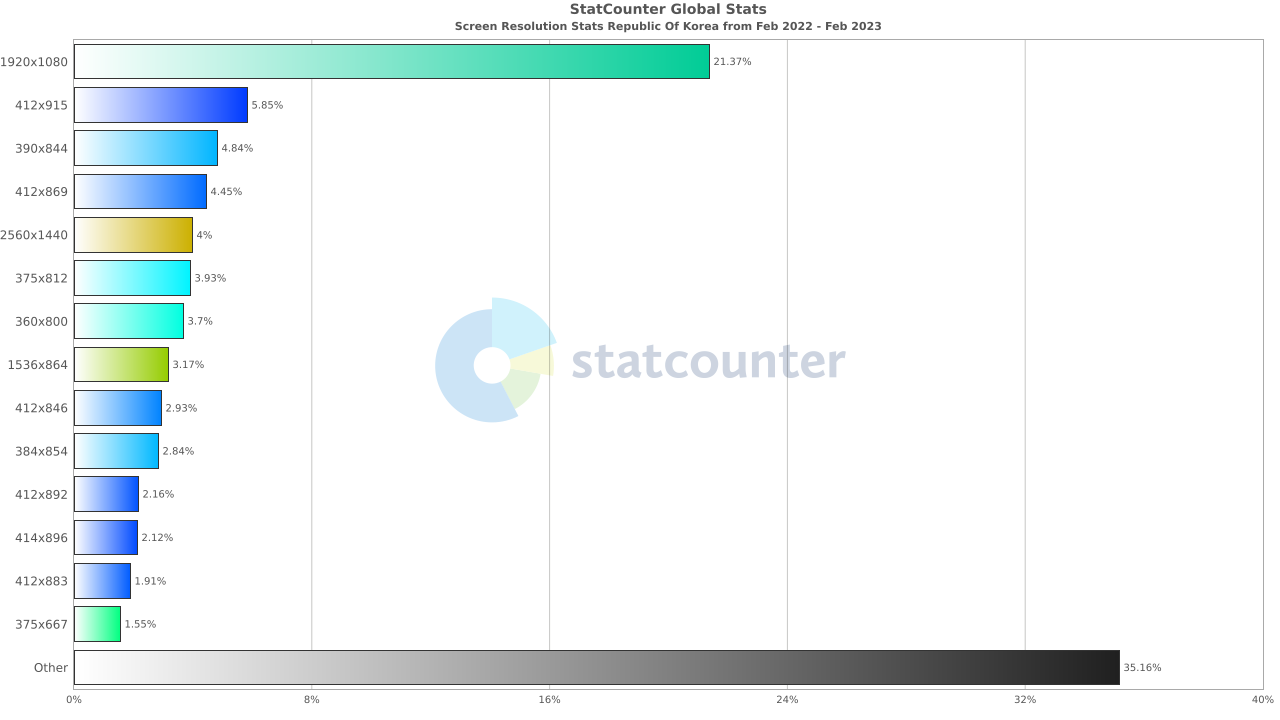 StatCounter Global Stats
Screen Resolution Stats Republic Of Korea from Feb 2022 - Feb 2023
1920x1080 21.37%
412x915 5.85%
390x844 4.84%
412x869 4.45%
2560x1440 4%
375x812 3.93%
360x800 3.7%
1536x864 3.17%
statcounter
412x846 2.93%
384x854 2.84%
412x892 2.16%
414x896 2.12%
412x883 1.91%
375x667 1.55%
Other 35.16%
0% 8% 16% 24% 32% 40%